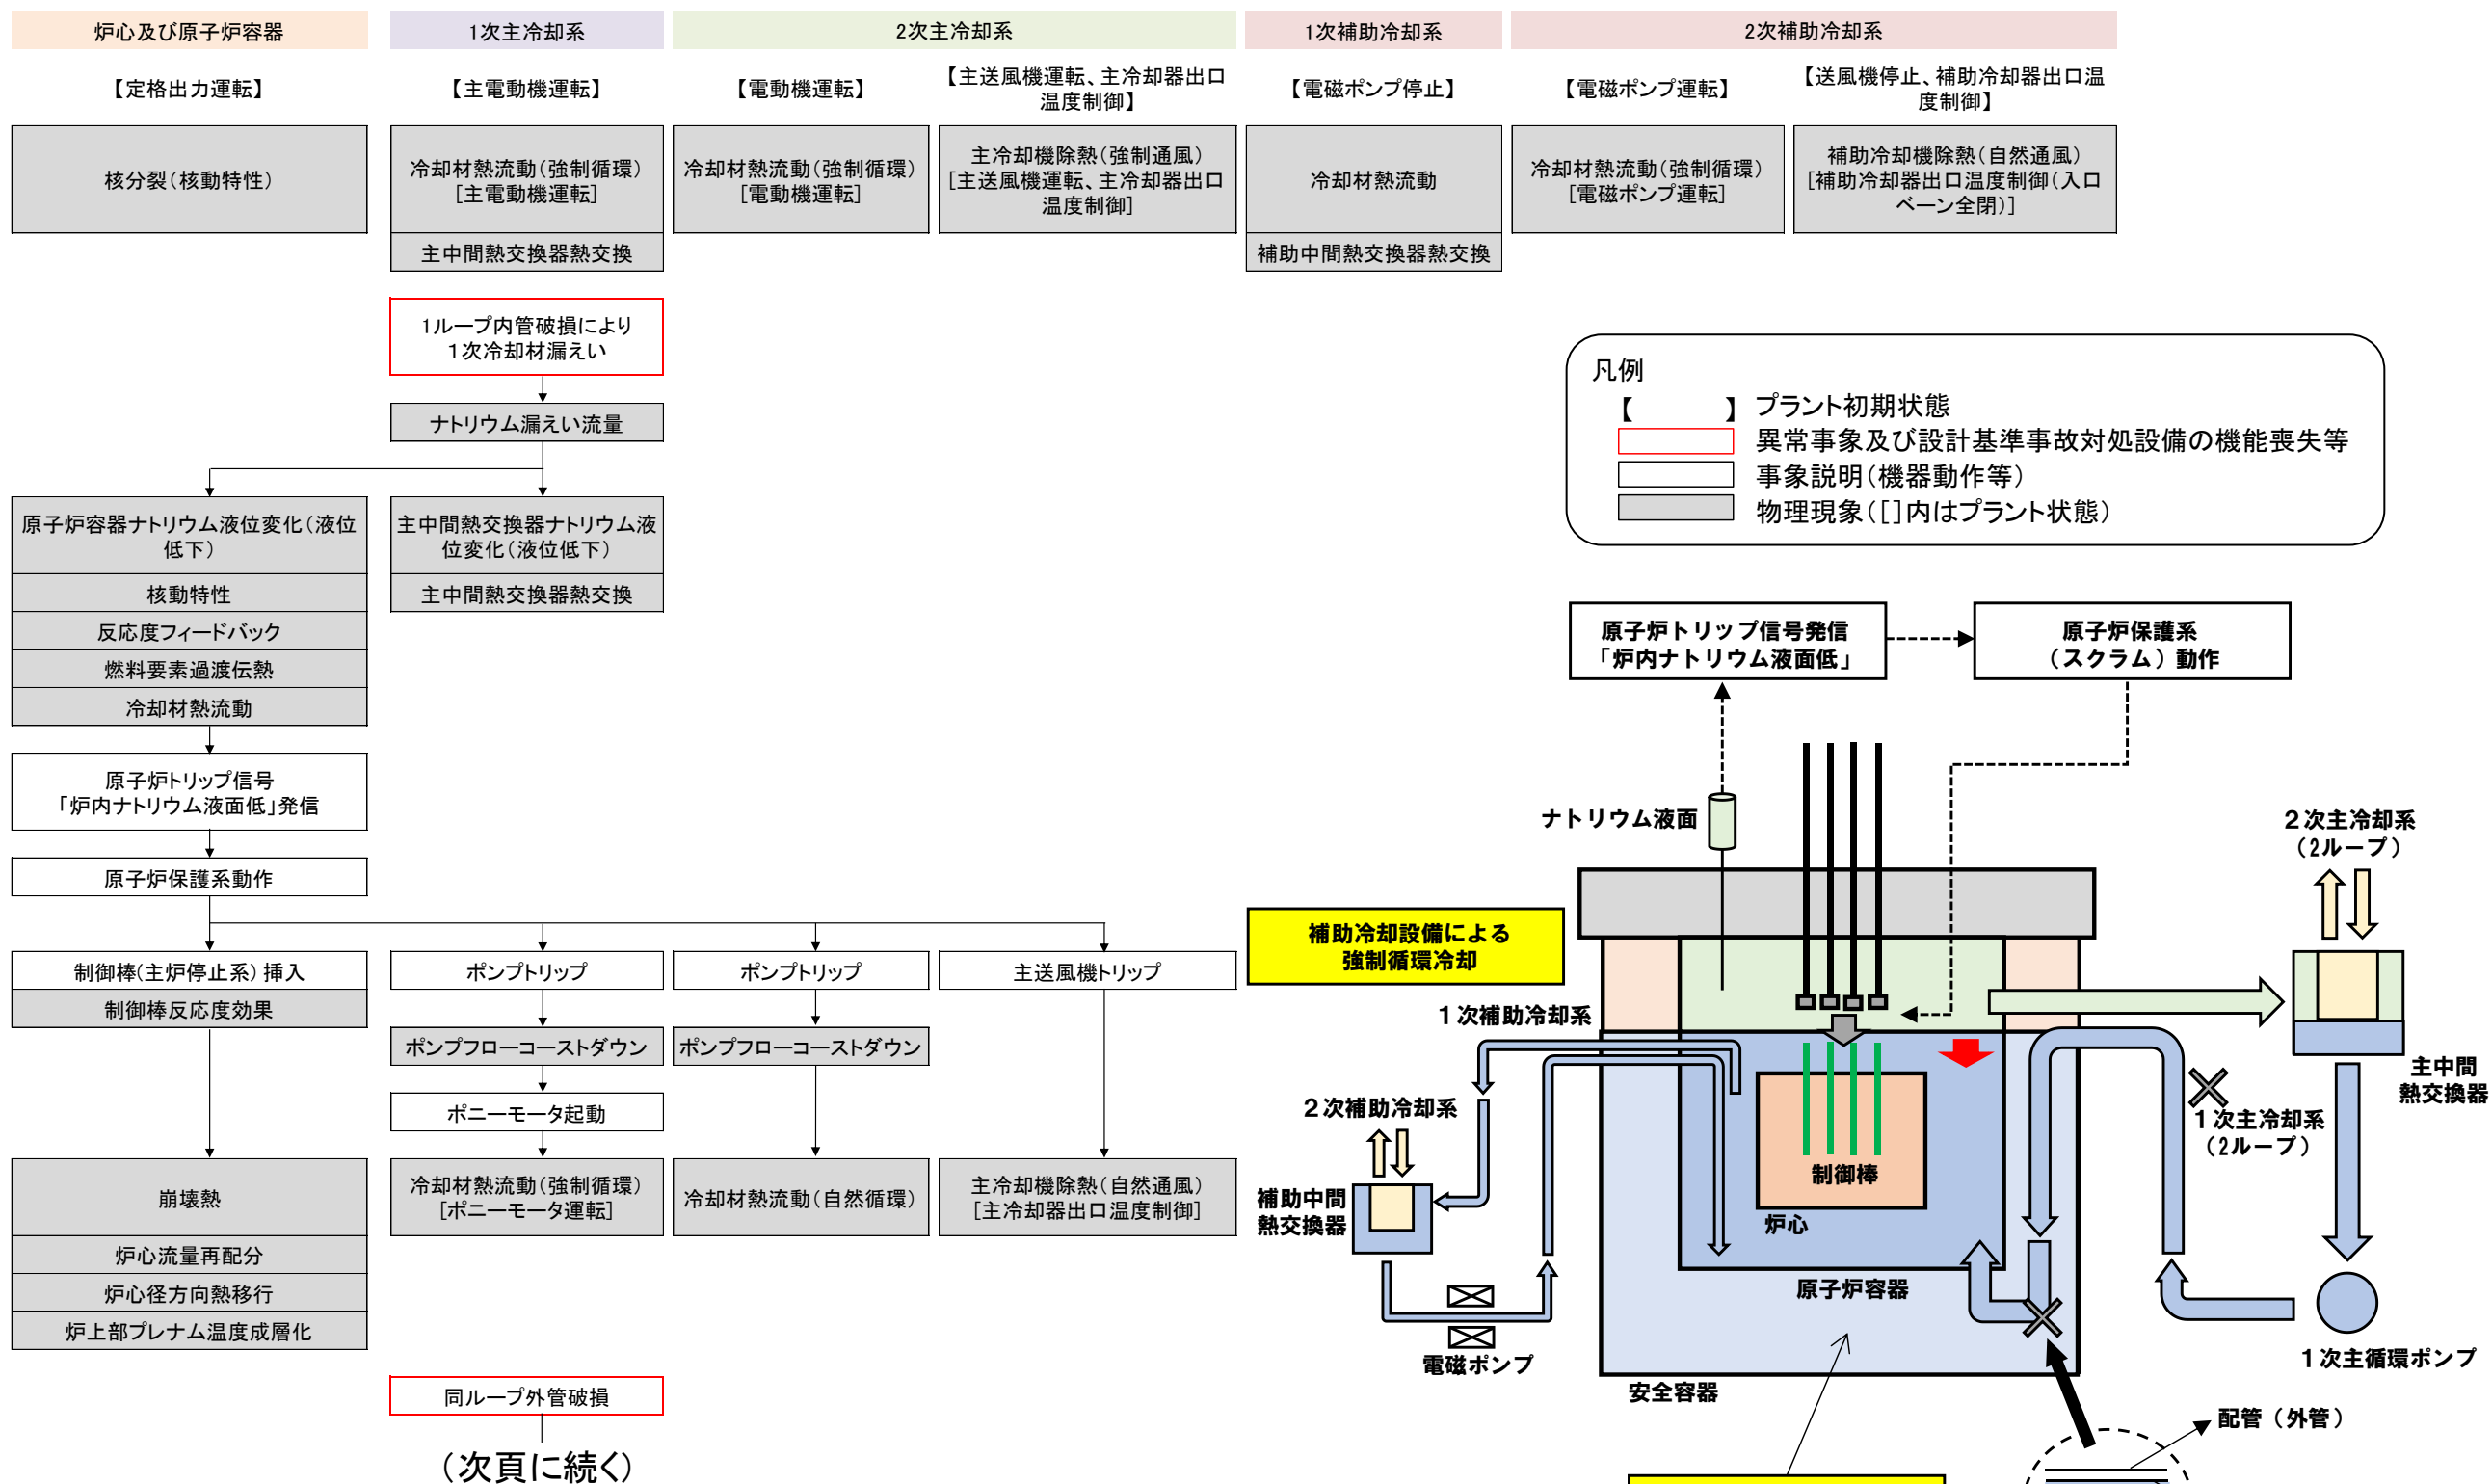 炉心及び原子炉容器
1次主冷却系
2次主冷却系
1次補助冷却系
2次補助冷却系
【定格出力運転】
【主電動機運転】
【電動機運転】
【主送風機運転、主冷却器出口
温度制御】
【電磁ポンプ停止】
【電磁ポンプ運転】
【送風機停止、補助冷却器出口温
度制御】
核分裂(核動特性)
冷却材熱流動(強制循環)
[主電動機運転]
主中間熱交換器熱交換
冷却材熱流動(強制循環)
[電動機運転]
主冷却機除熱(強制通風)
[主送風機運転、主冷却器出口
温度制御]
冷却材熱流動
補助中間熱交換器熱交換
冷却材熱流動(強制循環)
[電磁ポンプ運転]
補助冷却機除熱(自然通風)
[補助冷却器出口温度制御(入口
ベーン全閉)]
1ループ内管破損により
1次冷却材漏えい
ナトリウム漏えい流量
原子炉容器ナトリウム液位変化(液位
低下)
核動特性
反応度フィードバック
燃料要素過渡伝熱
冷却材熱流動
主中間熱交換器ナトリウム液
位変化(液位低下)
主中間熱交換器熱交換
原子炉トリップ信号
「炉内ナトリウム液面低」発信
原子炉保護系動作
制御棒(主炉停止系)挿入
制御棒反応度効果
ポンプトリップ
ポンプトリップ
主送風機トリップ
ポンプフローコーストダウン
ポンプフローコーストダウン
ポニーモータ起動
崩壊熱
炉心流量再配分
炉心径方向熱移行
炉上部プレナム温度成層化
冷却材熱流動(強制循環)
[ポニーモータ運転]
冷却材熱流動(自然循環)
主冷却機除熱(自然通風)
[主冷却器出口温度制御]
同ループ外管破損
(次頁に続く)
凡例
【 】 プラント初期状態
異常事象及び設計基準事故対処設備の機能喪失等
事象説明(機器動作等)
物理現象([]内はプラント状態)
原子炉トリップ信号発信
「炉内ナトリウム液面低」
原子炉保護系
(スクラム)動作
ナトリウム液面
2次主冷却系
(2ループ)
補助冷却設備による
強制循環冷却
1次補助冷却系
2次補助冷却系
補助中間
熱交換器
電磁ポンプ
制御棒
炉心
原子炉容器
安全容器
主中間
熱交換器
1次主冷却系
(2ループ)
1次主循環ポンプ
配管(外管)